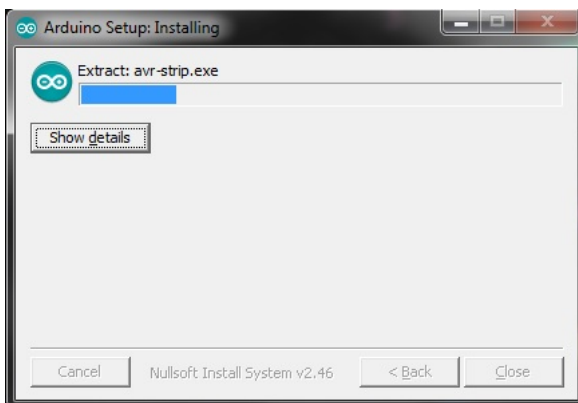 Arduino Setup: Installing
Extract: avr-strip.exe
Show details
Cancel Nullsoft Install System v2.46 < Back Close